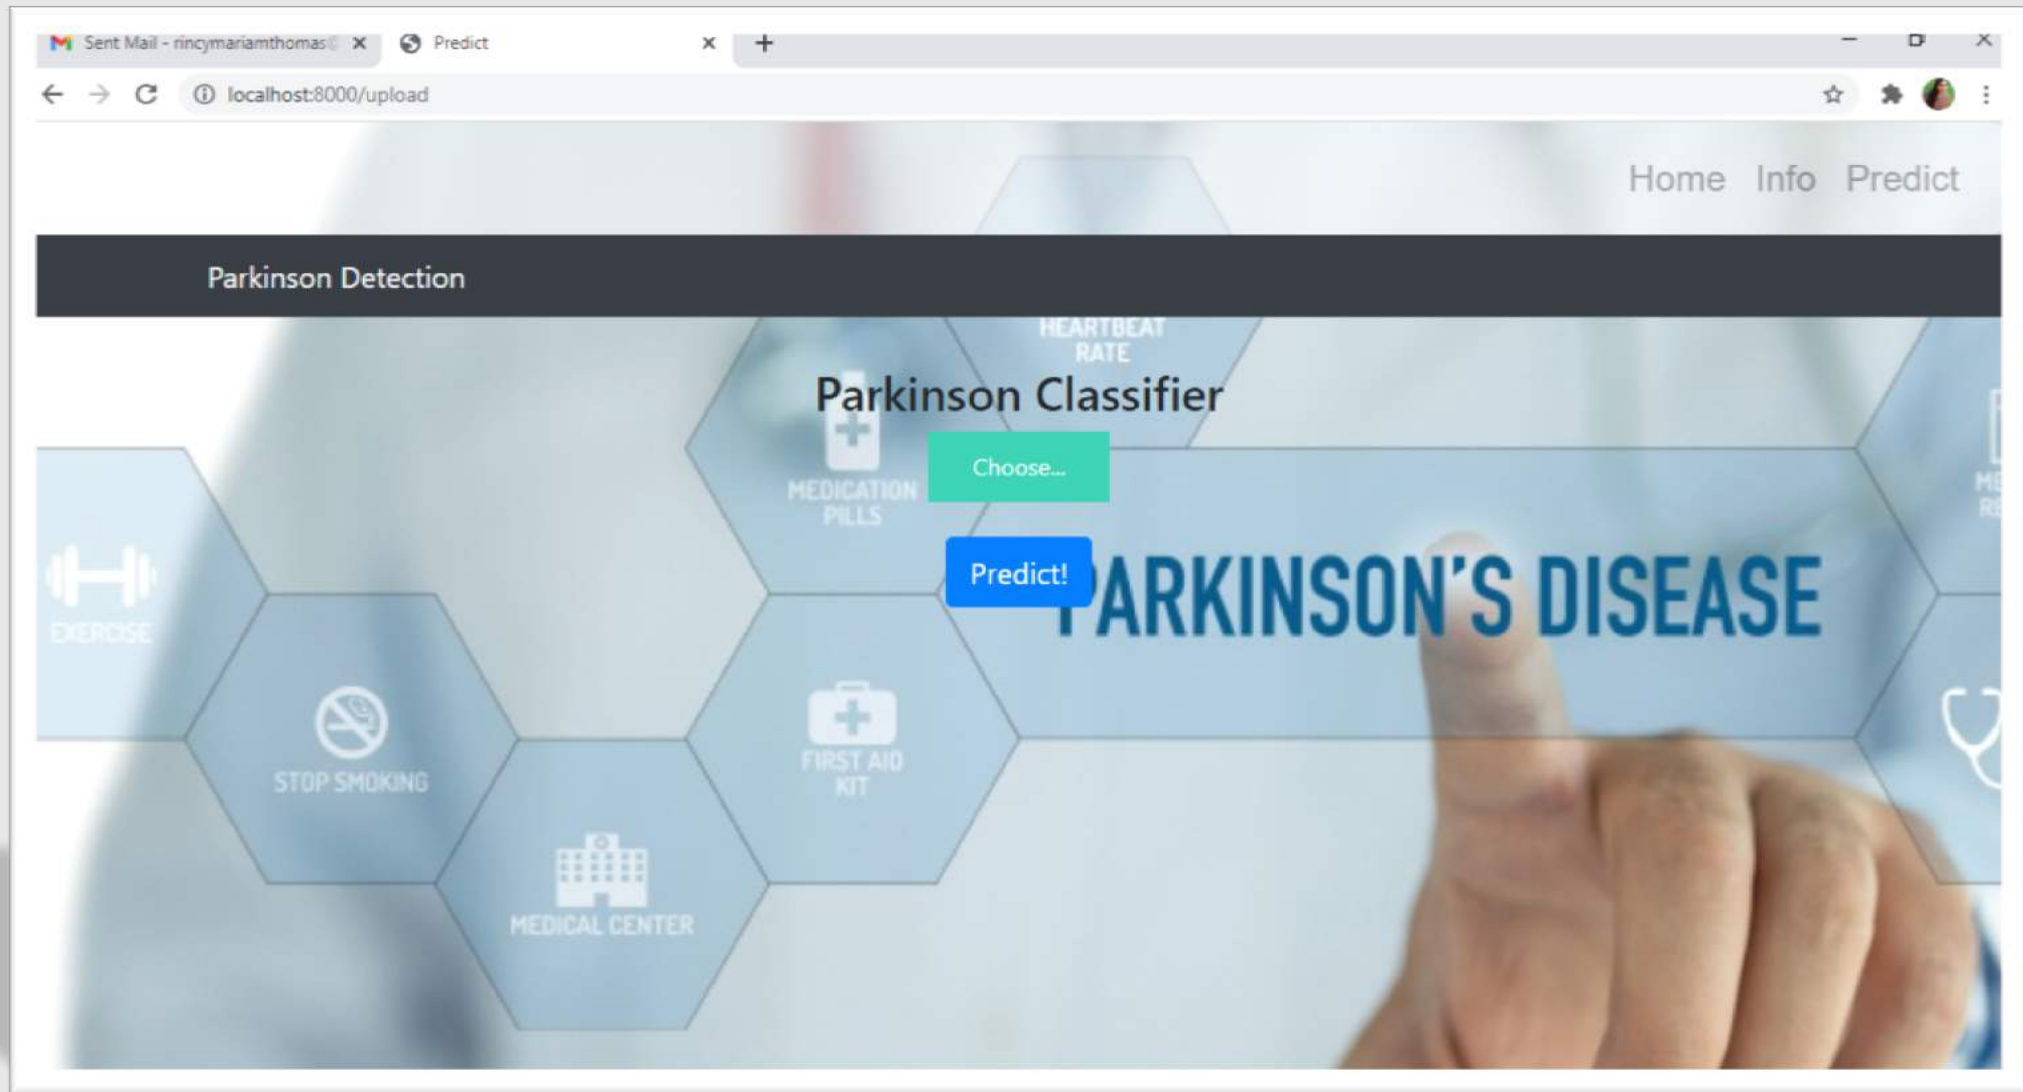 Sent Mail - rincymariamthomas
Predict
localhost:8000/upload
Home Info Predict
Parkinson Detection
HEARTBEAT
RATE
Parkinson Classifier
Choose...
MEDICATION
PILLS
Predict!
PARKINSON'S DISEASE
EXERCISE
STOP SMOKING
FIRST AID
KIT
MEDICAL CENTER